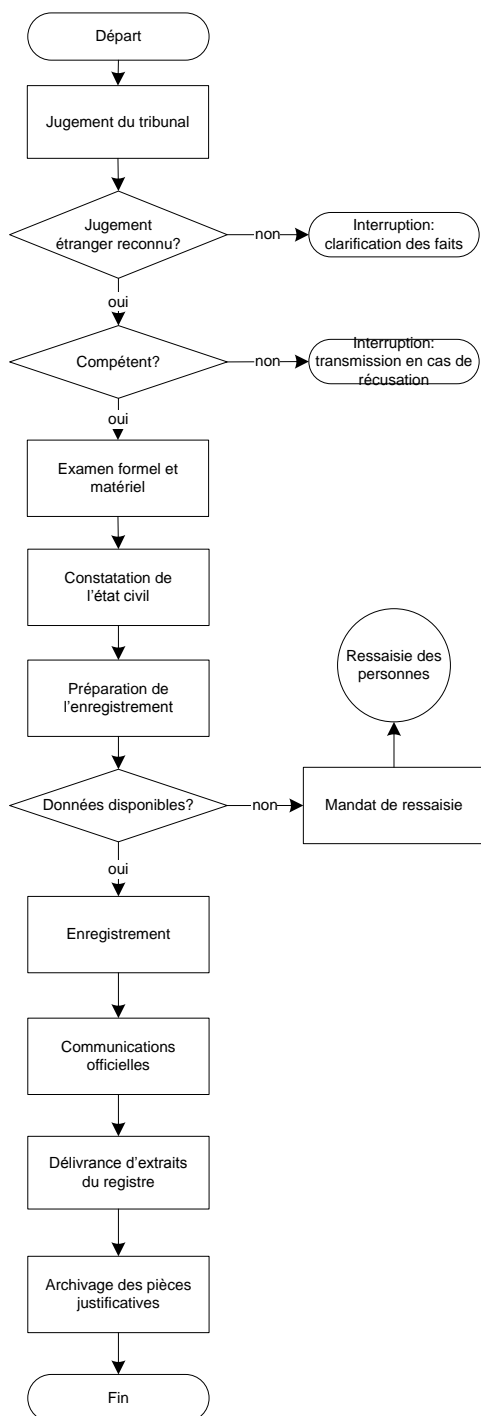 Départ
Jugement du tribunal
Jugement
étranger reconnu?
non
Interruption:
clarification des faits
oui
Compétent?
non
Interruption:
transmission en cas de
récusation
oui
Examen formel et
matériel
Constatation de
l’état civil
Ressaisie des
personnes
Préparation de
l’enregistrement
Données disponibles?
non
Mandat de ressaisie
oui
Enregistrement
Communications
officielles
Délivrance d’extraits
du registre
Archivage des pièces
justificatives
Fin